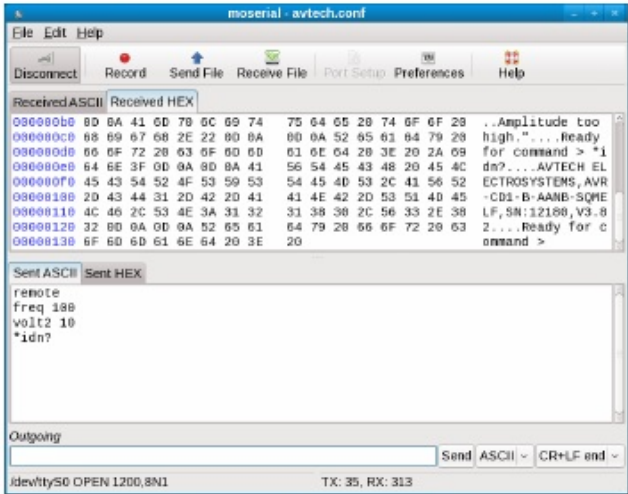 moserial - avtech.conf
File Edit Help
Disconnect Record Send File Receive File Port Setup Preferences Help
Received ASCII Received HEX
000000b0 0D 0A 41 6D 70 6C 69 74 75 64 65 20 74 6F 6F 20 ..Amplitude too
000000c0 68 69 67 68 2E 22 0D 0A 0D 0A 52 65 61 64 79 20 high."....Ready
000000d0 66 6F 72 20 63 6F 6D 6D 61 6E 64 20 3E 20 2A 69 for command > *i
000000e0 64 6E 3F 0D 0A 0D 0A 41 56 54 45 43 48 20 45 4C dn?....AVTECH EL
000000f0 45 43 54 52 4F 53 59 53 54 45 4D 53 2C 41 56 52 ECTROSYSTEMS,AVR
00000100 2D 43 44 31 2D 42 2D 41 41 4E 42 2D 53 51 4D 45 -CD1-B-AANB-SQME
00000110 4C 46 2C 53 4E 3A 31 32 31 38 30 2C 56 33 2E 38 LF,SN:12180,V3.8
00000120 32 0D 0A 0D 0A 52 65 61 64 79 20 66 6F 72 20 63 2....Ready for c
00000130 6F 6D 6D 61 6E 64 20 3E 20 ommand >
Sent ASCII Sent HEX
remote
freq 100
volt2 10
*idn?
Outgoing
Send ASCII CR+LF end
/dev/ttyS0 OPEN 1200,8N1 TX: 35, RX: 313